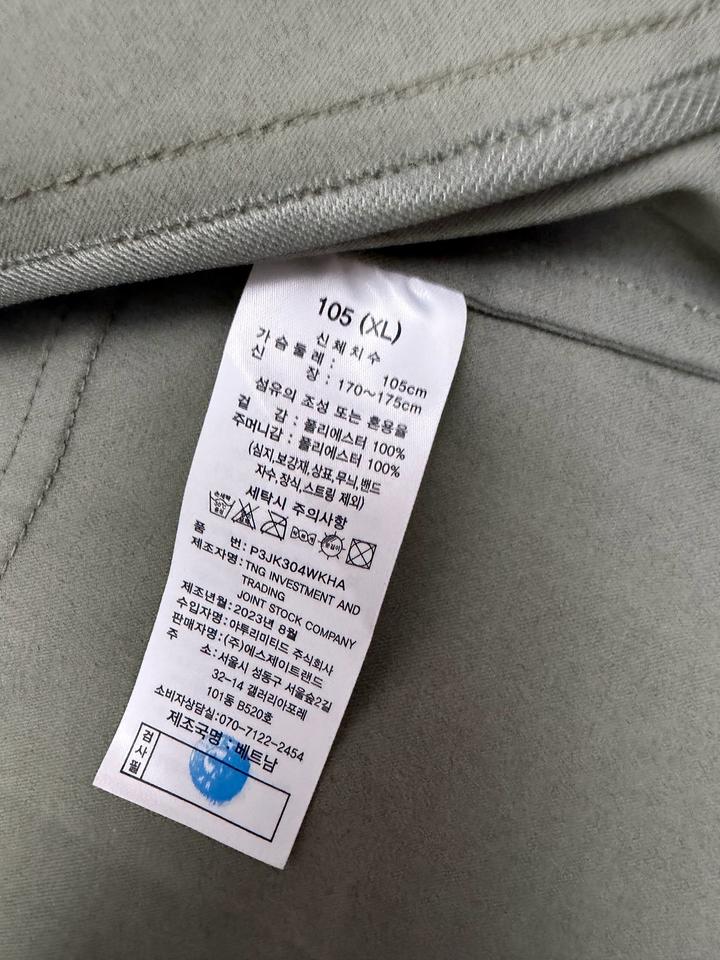 105 (XL)
신 체 치 수
가 슴 둘 레 : 105cm
신 장 : 170~175cm
섬유의 조성 또는 혼용율
겉 감 : 폴리에스터 100%
주머니감 : 폴리에스터 100%
(심지,보강재,상표,무늬,밴드
자수,장식,스트링 제외)
세탁시 주의사항
손세탁
30℃
중성
품 번 : P3JK304WKHA
제조자명 : TNG INVESTMENT AND
TRADING
JOINT STOCK COMPANY
제조년월 : 2023년 8월
수입자명 : 아투리미티드 주식회사
판매자명 : (주)에스제이트렌드
주 소 : 서울시 성동구 서울숲2길
32-14 갤러리아포레
101동 B520호
소비자상담실:070-7122-2454
제조국명 : 베트남
검사필